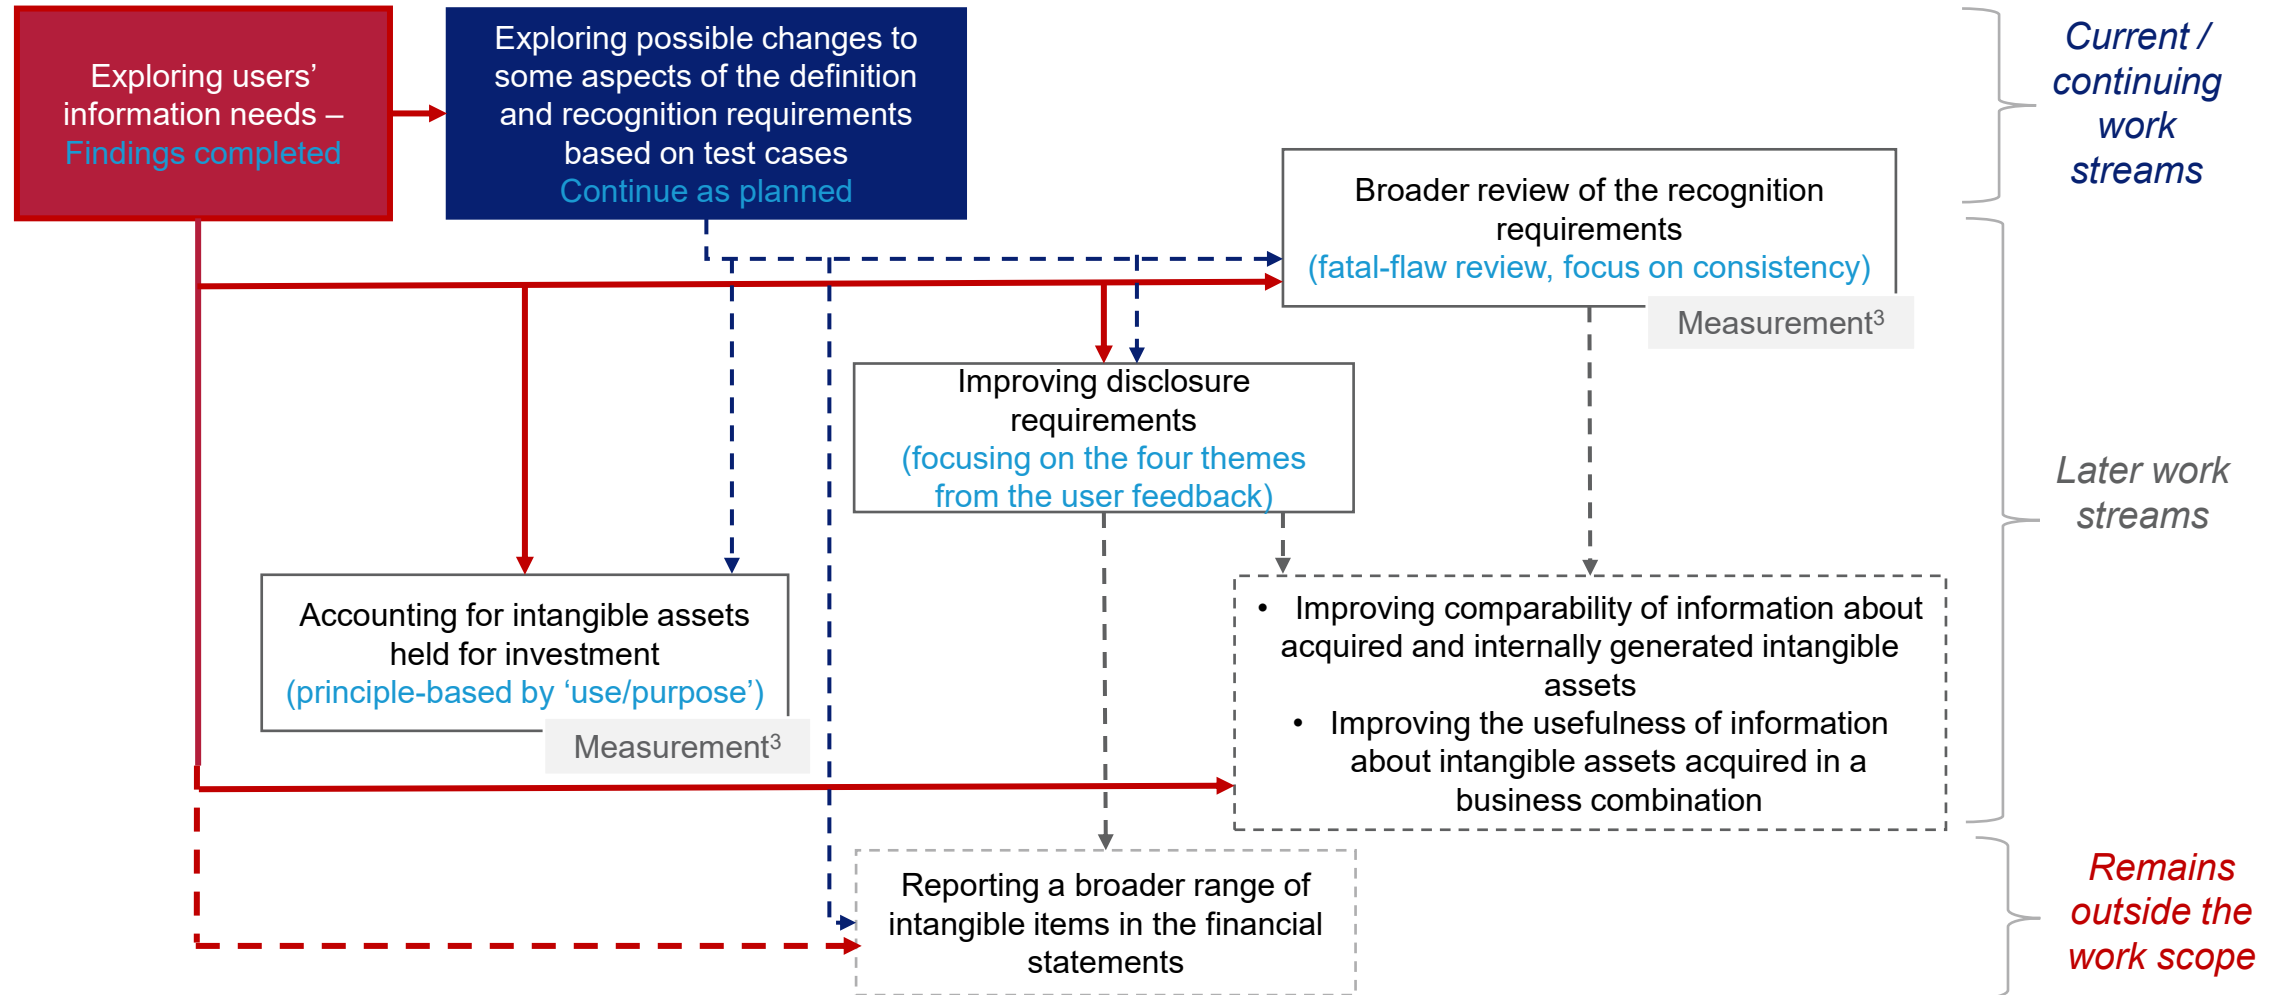 Exploring users’
information needs –
Findings completed
Exploring possible changes to
some aspects of the definition
and recognition requirements
based on test cases
Continue as planned
Current /
continuing
work
streams
Broader review of the recognition
requirements
(fatal-flaw review, focus on consistency)
Measurement³
Improving disclosure
requirements
(focusing on the four themes
from the user feedback)
Later work
streams
Accounting for intangible assets
held for investment
(principle-based by ‘use/purpose’)
Measurement³
• Improving comparability of information about
acquired and internally generated intangible
assets
• Improving the usefulness of information
about intangible assets acquired in a
business combination
Reporting a broader range of
intangible items in the financial
statements
Remains
outside the
work scope